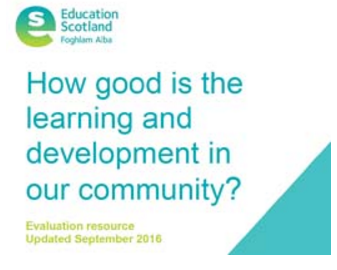 Education
Scotland
Foghlam Alba
How good is the
learning and
development in
our community?
Evaluation resource
Updated September 2016